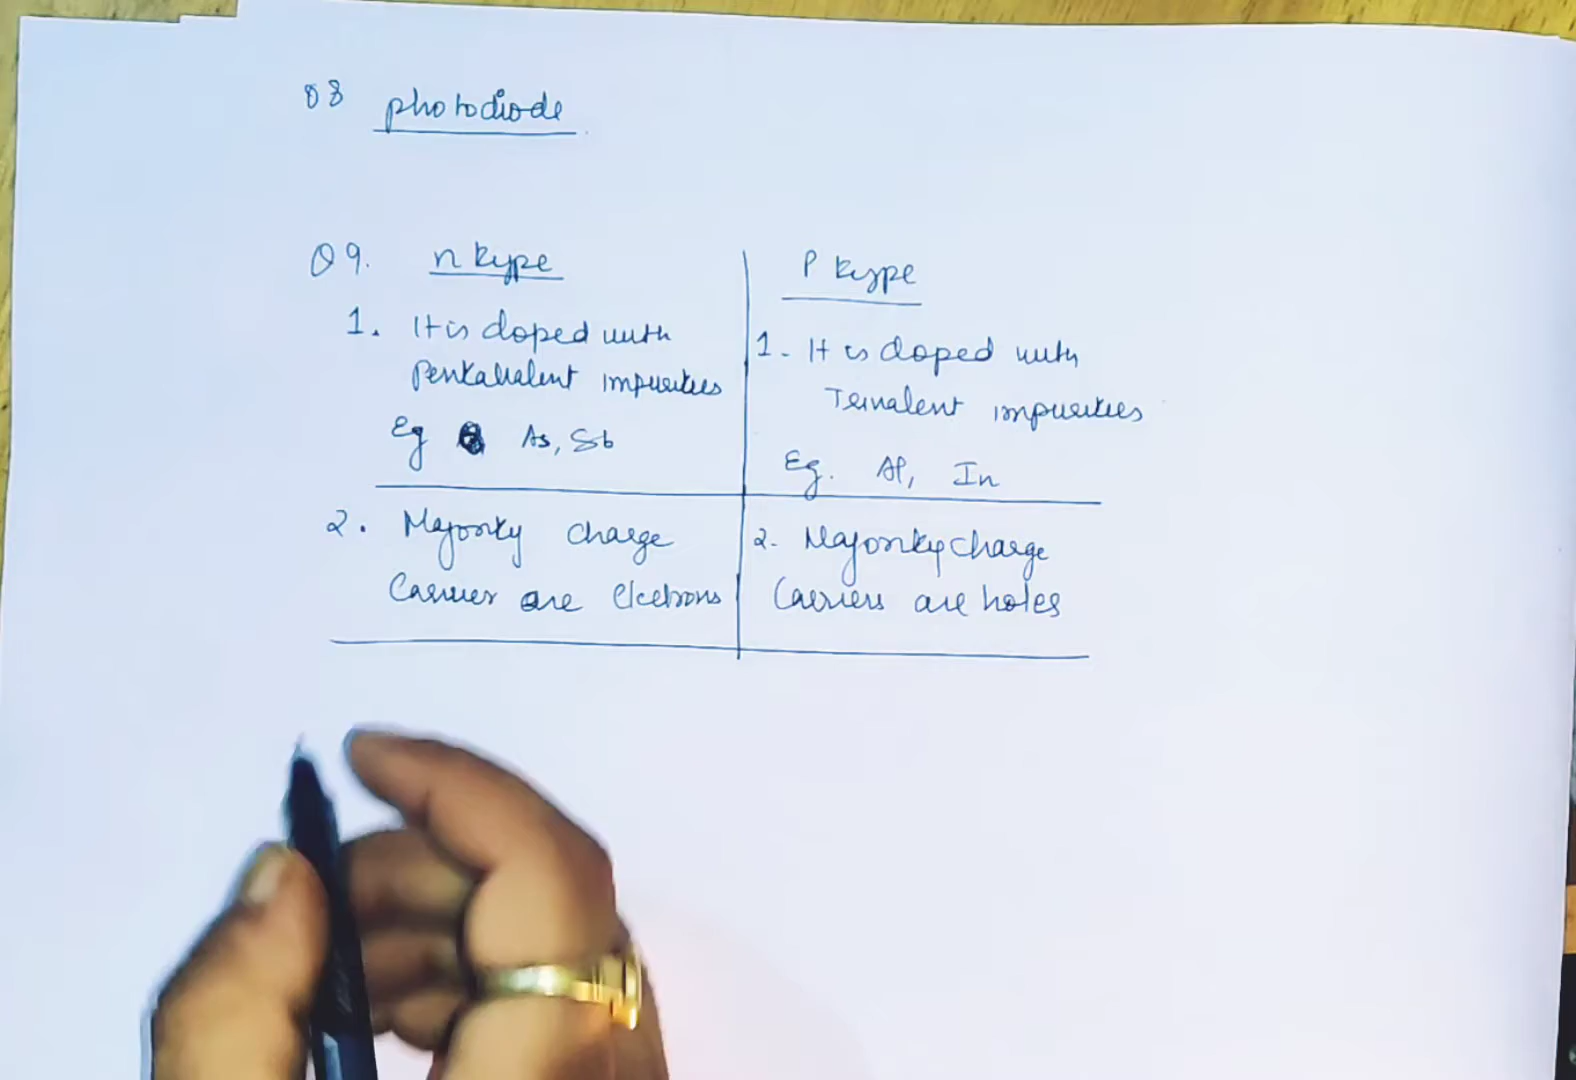 Q8 photodiode
Q9. n type
1. It is doped with
Pentavalent impurities
Eg As, Sb
2. Majority charge
Carrier are electrons
P type
1. It is doped with
Trivalent impurities
Eg. Al, In
2. Majority charge
Carriers are holes